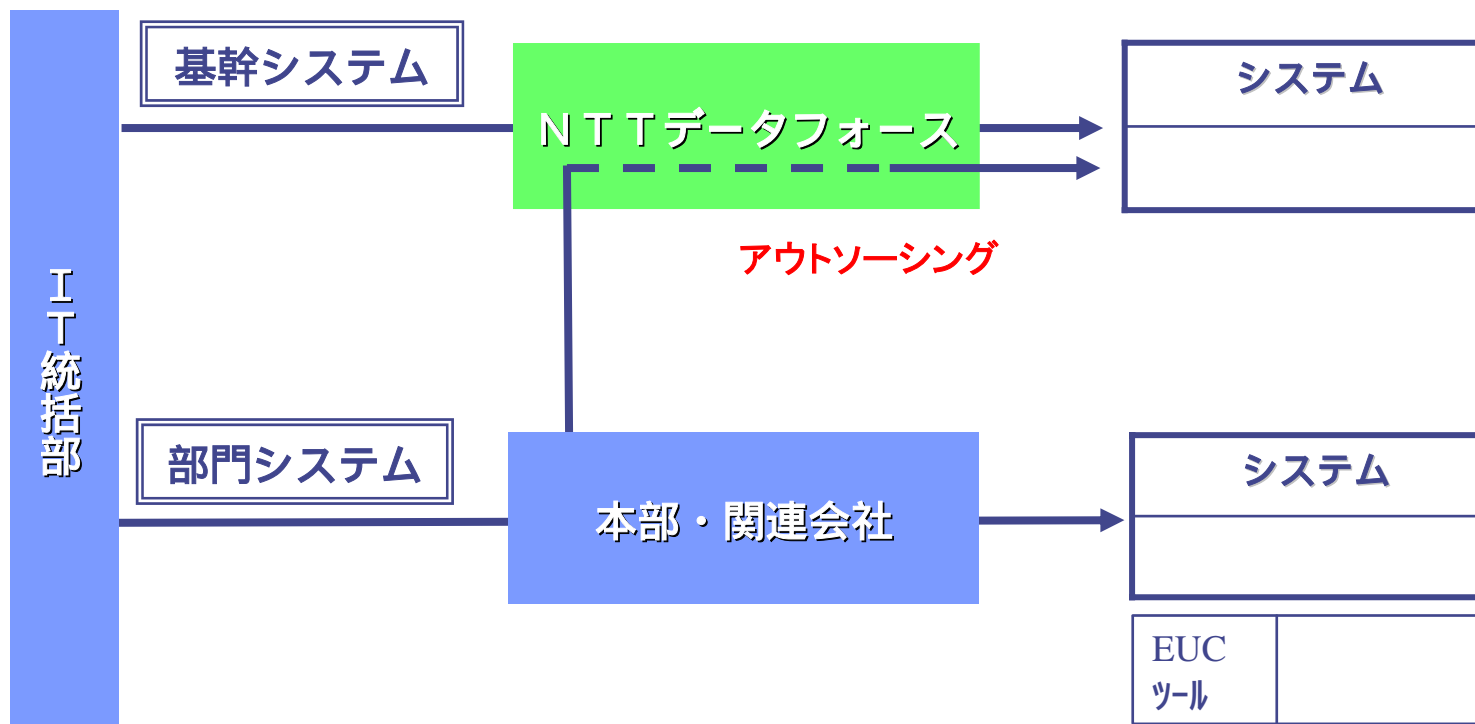 基幹システム
NTTデータフォース
システム
アウトソーシング
IT統括部
部門システム
本部・関連会社
システム
EUC
ツール